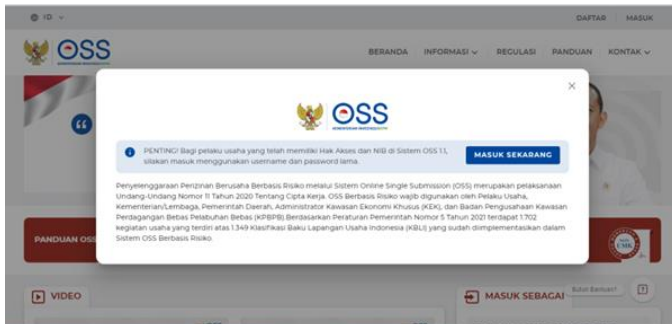 ID
DAFTAR MASUK
OSS
BERANDA INFORMASI REGULASI PANDUAN KONTAK
OSS
PENTING! Bagi pelaku usaha yang telah memiliki Hak Akses dan NIB di Sistem OSS 1.1,
silakan masuk menggunakan username dan password lama.
MASUK SEKARANG
Penyelenggaraan Perizinan Berusaha Berbasis Risiko melalui Sistem Online Single Submission (OSS) merupakan pelaksanaan
Undang-Undang Nomor 11 Tahun 2020 Tentang Cipta Kerja. OSS Berbasis Risiko wajib digunakan oleh Pelaku Usaha,
Kementerian/Lembaga, Pemerintah Daerah, Administrator Kawasan Ekonomi Khusus (KEK), dan Badan Pengusahaan Kawasan
Perdagangan Bebas Pelabuhan Bebas (KPBPB). Berdasarkan Peraturan Pemerintah Nomor 5 Tahun 2021 terdapat 1.702
kegiatan usaha yang terdiri atas 1.349 Klasifikasi Baku Lapangan Usaha Indonesia (KBLI) yang sudah diimplementasikan dalam
Sistem OSS Berbasis Risiko.
PANDUAN OSS
UMK
VIDEO
MASUK SEBAGAI
Butuh Bantuan?